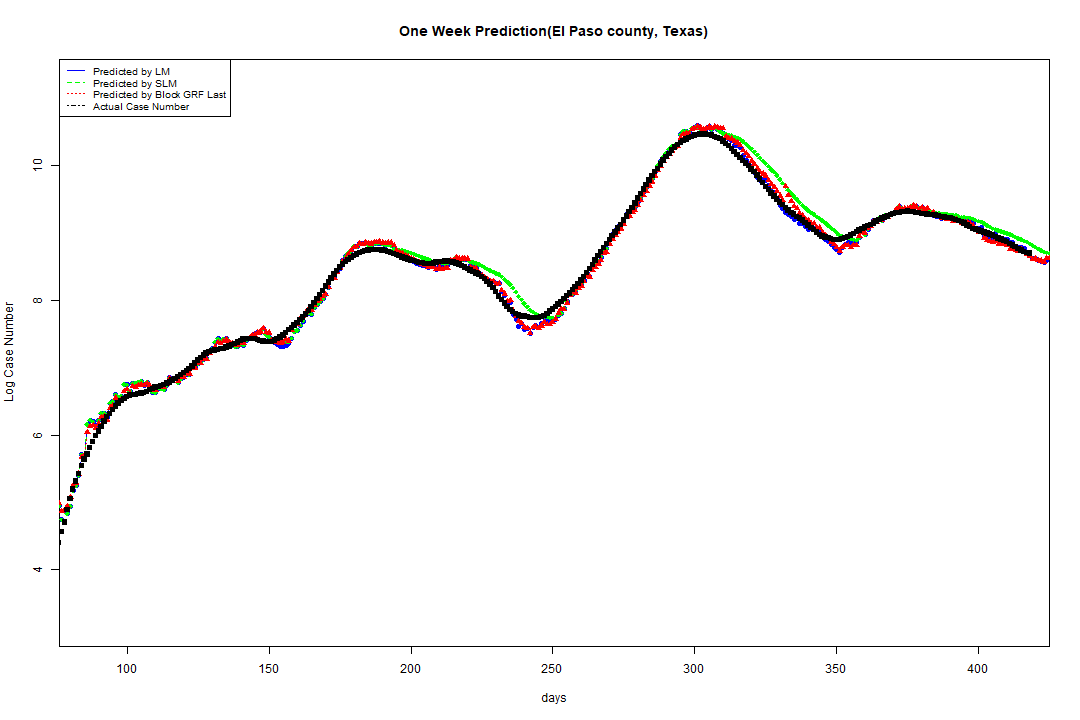 One Week Prediction(El Paso county, Texas)
Predicted by LM
Predicted by SLM
Predicted by Block GRF Last
Actual Case Number
Log Case Number
10
8
6
4
100 150 200 250 300 350 400
days